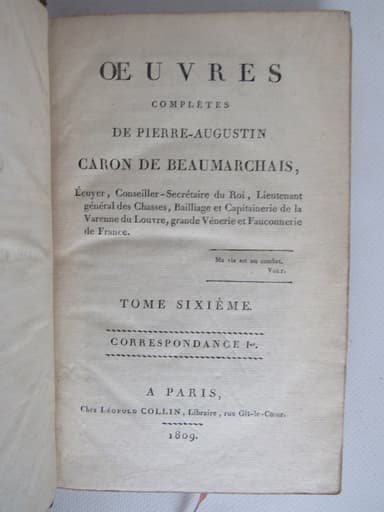 ŒUVRES
COMPLÈTES
DE PIERRE-AUGUSTIN
CARON DE BEAUMARCHAIS,
Écuyer, Conseiller-Secrétaire du Roi, Lieutenant
général des Chasses, Bailliage et Capitainerie de la
Varenne du Louvre, grande Vénerie et Fauconnerie
de France.
Ma vie est un combat.
VOLT.
TOME SIXIÈME.
CORRESPONDANCE Ire.
A PARIS,
Chez LÉOPOLD COLLIN, Libraire, rue Gît-le-Cœur.
1809.